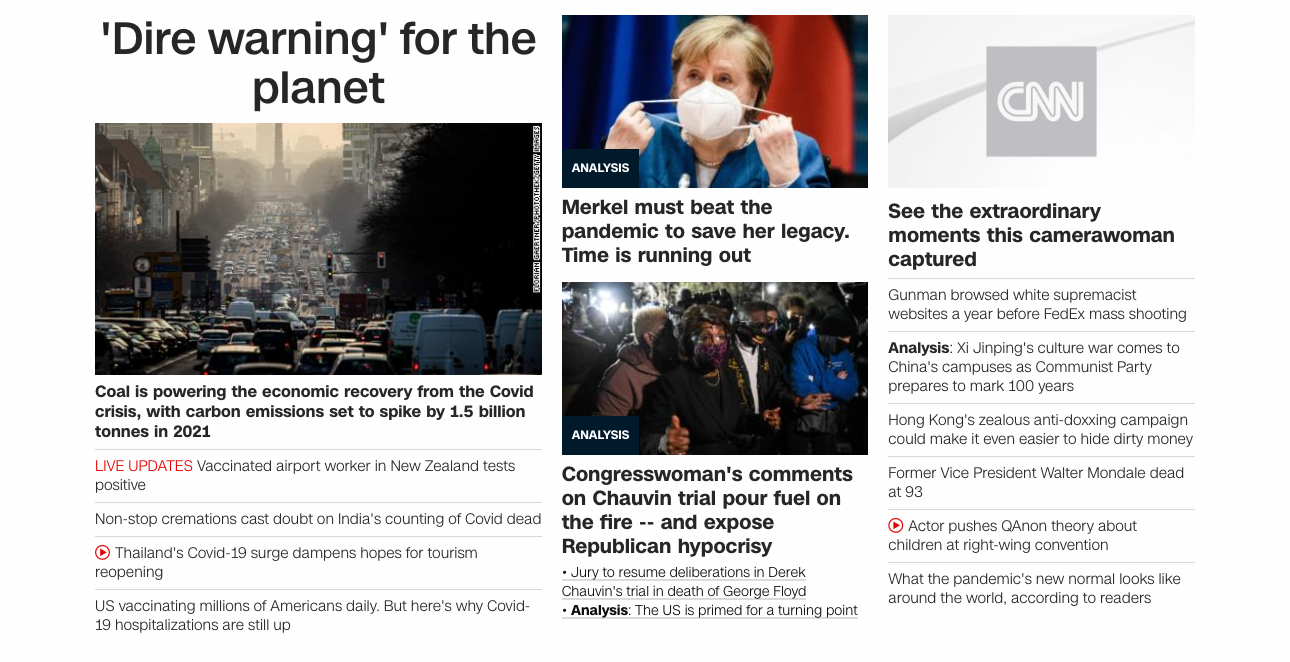 'Dire warning' for the
planet
FLORIAN GAERTNER/PHOTOTHEK/GETTY IMAGES
Coal is powering the economic recovery from the Covid
crisis, with carbon emissions set to spike by 1.5 billion
tonnes in 2021
LIVE UPDATES Vaccinated airport worker in New Zealand tests
positive
Non-stop cremations cast doubt on India's counting of Covid dead
Thailand's Covid-19 surge dampens hopes for tourism
reopening
US vaccinating millions of Americans daily. But here's why Covid-
19 hospitalizations are still up
ANALYSIS
Merkel must beat the
pandemic to save her legacy.
Time is running out
ANALYSIS
Congresswoman's comments
on Chauvin trial pour fuel on
the fire -- and expose
Republican hypocrisy
• Jury to resume deliberations in Derek
Chauvin's trial in death of George Floyd
• Analysis: The US is primed for a turning point
CNN
See the extraordinary
moments this camerawoman
captured
Gunman browsed white supremacist
websites a year before FedEx mass shooting
Analysis: Xi Jinping's culture war comes to
China's campuses as Communist Party
prepares to mark 100 years
Hong Kong's zealous anti-doxxing campaign
could make it even easier to hide dirty money
Former Vice President Walter Mondale dead
at 93
Actor pushes QAnon theory about
children at right-wing convention
What the pandemic's new normal looks like
around the world, according to readers